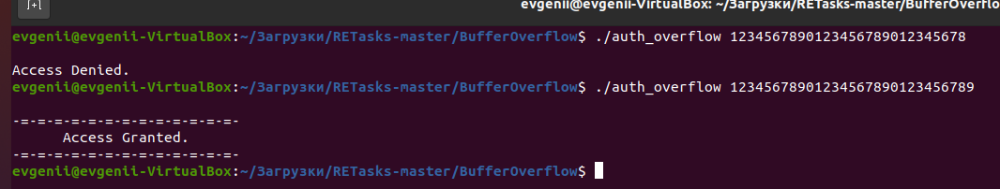 evgenii@evgenii-VirtualBox: ~/Загрузки/RETasks-master/BufferOverflo
evgenii@evgenii-VirtualBox:~/Загрузки/RETasks-master/BufferOverflow$ ./auth_overflow 1234567890123456789012345678
Access Denied.
evgenii@evgenii-VirtualBox:~/Загрузки/RETasks-master/BufferOverflow$ ./auth_overflow 12345678901234567890123456789
-=-=-=-=-=-=-=-=-=-=-=-=-=-
Access Granted.
-=-=-=-=-=-=-=-=-=-=-=-=-=-
evgenii@evgenii-VirtualBox:~/Загрузки/RETasks-master/BufferOverflow$